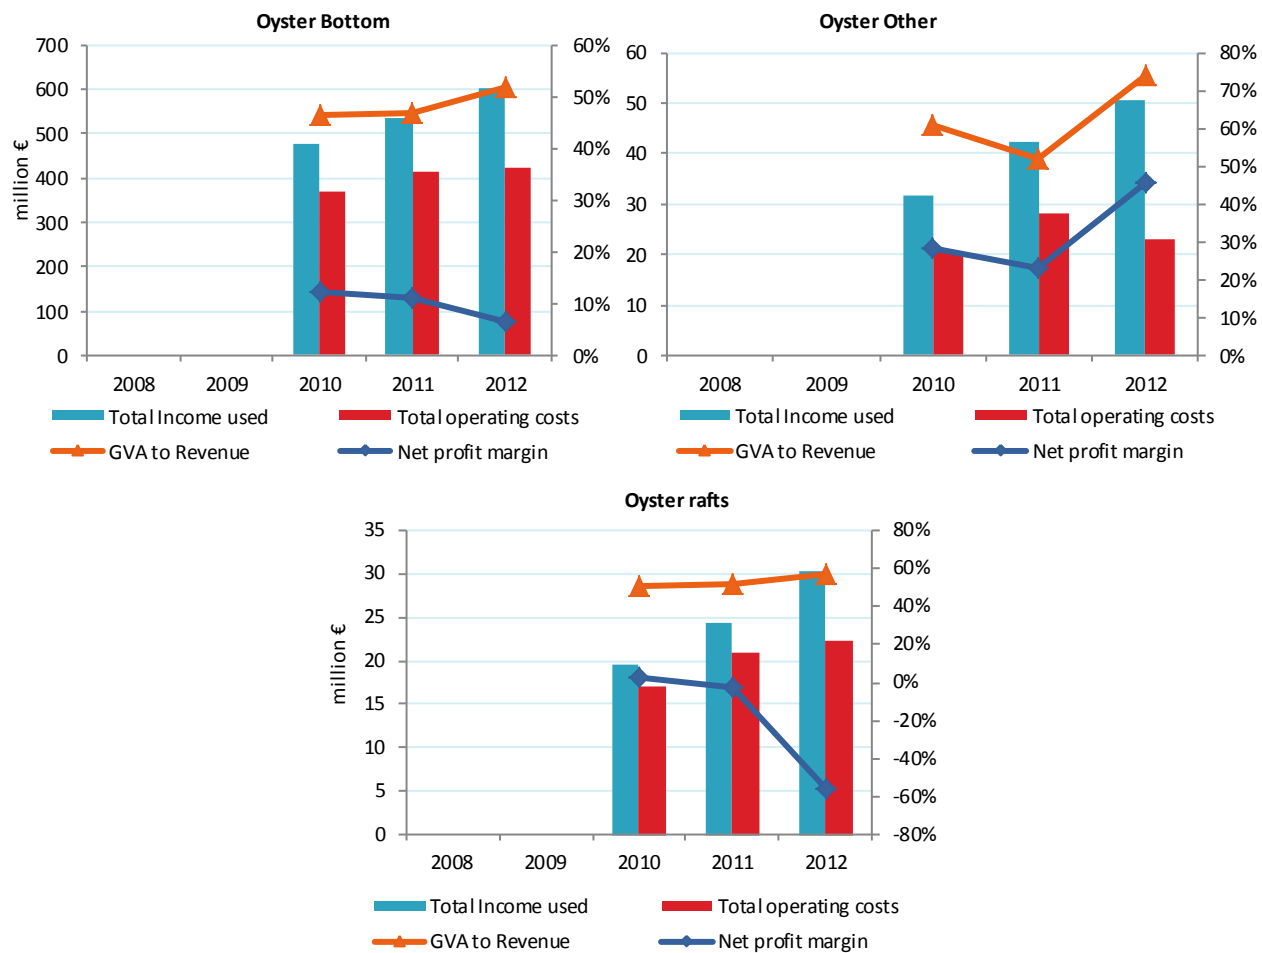 Oyster Bottom
700
600
500
400
300
200
100
0
million €
60%
50%
40%
30%
20%
10%
0%
2008 2009 2010 2011 2012
Total Income used
Total operating costs
GVA to Revenue
Net profit margin
Oyster Other
60
50
40
30
20
10
0
80%
70%
60%
50%
40%
30%
20%
10%
0%
2008 2009 2010 2011 2012
Total Income used
Total operating costs
GVA to Revenue
Net profit margin
Oyster rafts
35
30
25
20
15
10
5
0
million €
80%
60%
40%
20%
0%
-20%
-40%
-60%
-80%
2008 2009 2010 2011 2012
Total Income used
Total operating costs
GVA to Revenue
Net profit margin